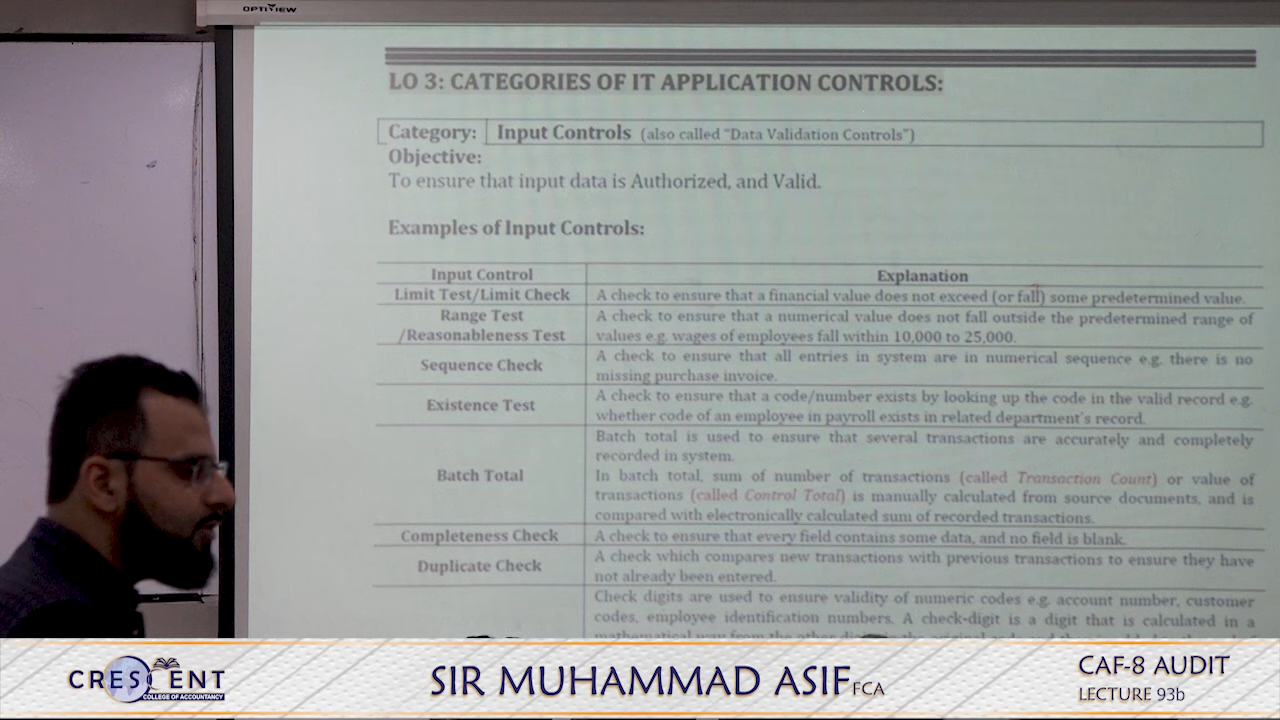 OPTIVIEW
LO 3: CATEGORIES OF IT APPLICATION CONTROLS:
Category: Input Controls (also called "Data Validation Controls")
Objective:
To ensure that input data is Authorized, and Valid.
Examples of Input Controls:
Input Control Explanation
Limit Test/Limit Check A check to ensure that a financial value does not exceed (or fall) some predetermined value.
Range Test A check to ensure that a numerical value does not fall outside the predetermined range of
/Reasonableness Test values e.g. wages of employees fall within 10,000 to 25,000.
Sequence Check A check to ensure that all entries in system are in numerical sequence e.g. there is no
missing purchase invoice.
Existence Test A check to ensure that a code/number exists by looking up the code in the valid record e.g.
whether code of an employee in payroll exists in related department's record.
Batch total is used to ensure that several transactions are accurately and completely
recorded in system.
Batch Total In batch total, sum of number of transactions (called Transaction Count) or value of
transactions (called Control Total) is manually calculated from source documents, and is
compared with electronically calculated sum of recorded transactions.
Completeness Check A check to ensure that every field contains some data, and no field is blank.
Duplicate Check A check which compares new transactions with previous transactions to ensure they have
not already been entered.
Check digits are used to ensure validity of numeric codes e.g. account number, customer
codes, employee identification numbers. A check-digit is a digit that is calculated in a
mathematical way from the other
CRESCENT
COLLEGE OF ACCOUNTANCY
SIR MUHAMMAD ASIF FCA
CAF-8 AUDIT
LECTURE 93b